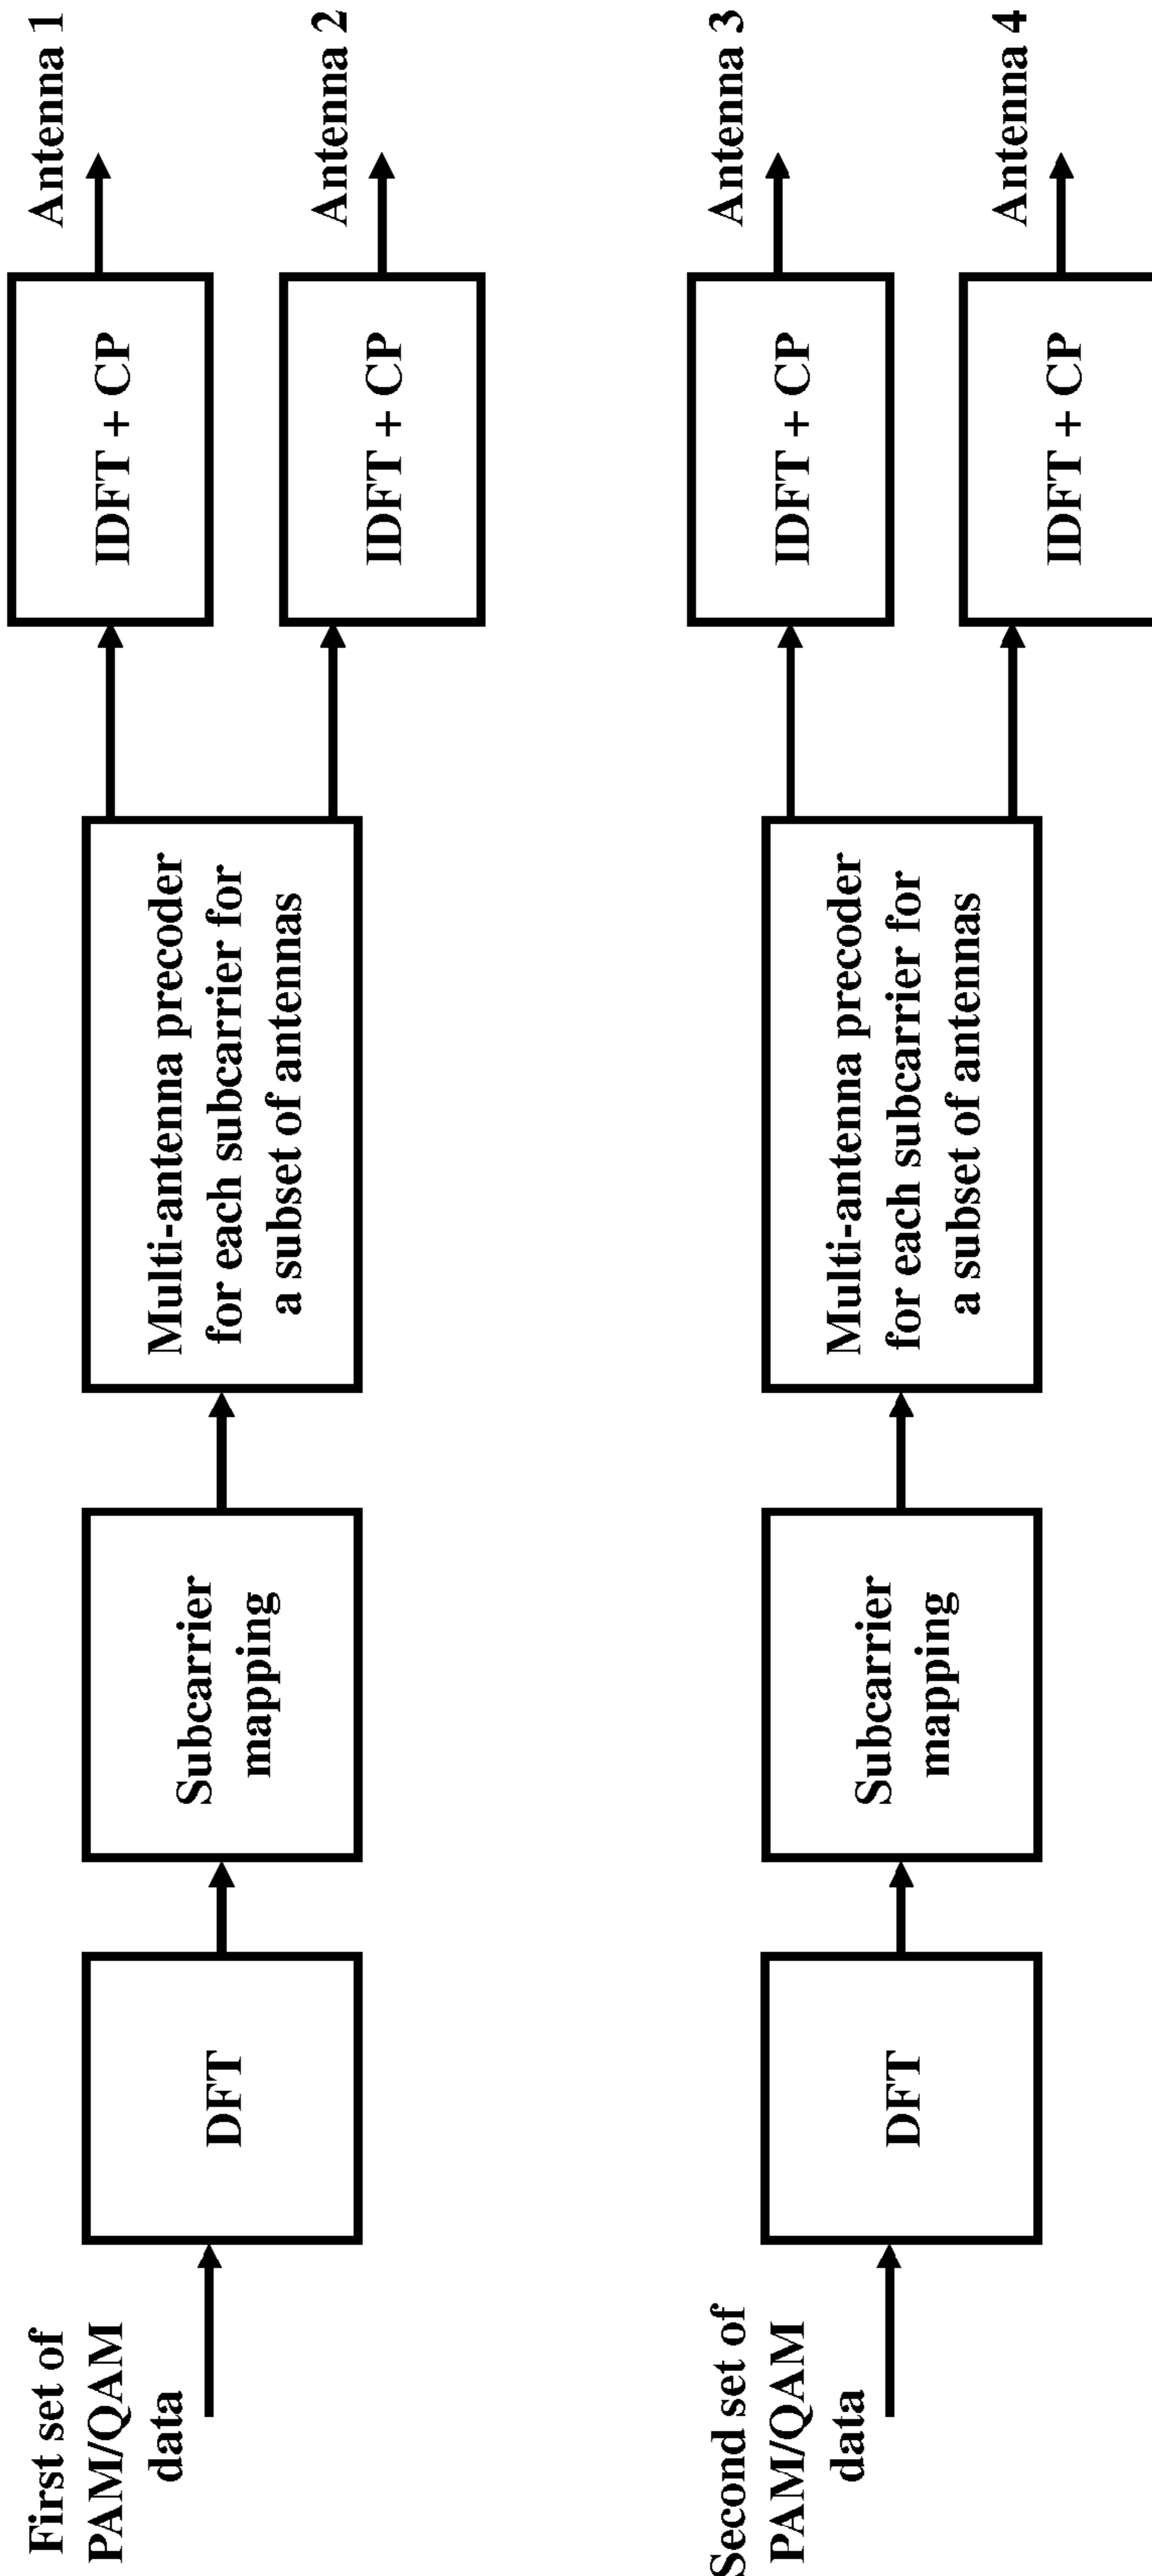 First set of
PAM/QAM
data
DFT
Subcarrier
mapping
Multi-antenna precoder
for each subcarrier for
a subset of antennas
IDFT + CP
Antenna 1
IDFT + CP
Antenna 2
Second set of
PAM/QAM
data
DFT
Subcarrier
mapping
Multi-antenna precoder
for each subcarrier for
a subset of antennas
IDFT + CP
Antenna 3
IDFT + CP
Antenna 4